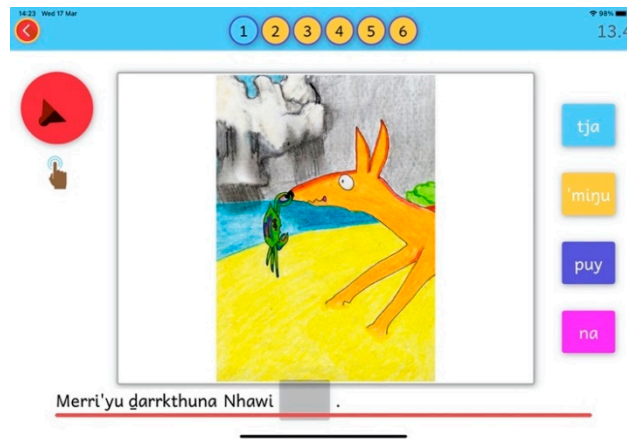 14:23 Wed 17 Mar
98%
1 2 3 4 5 6
13.4
tja
'miŋu
puy
na
Merri'yu ḏarrkthuna Nhawi .